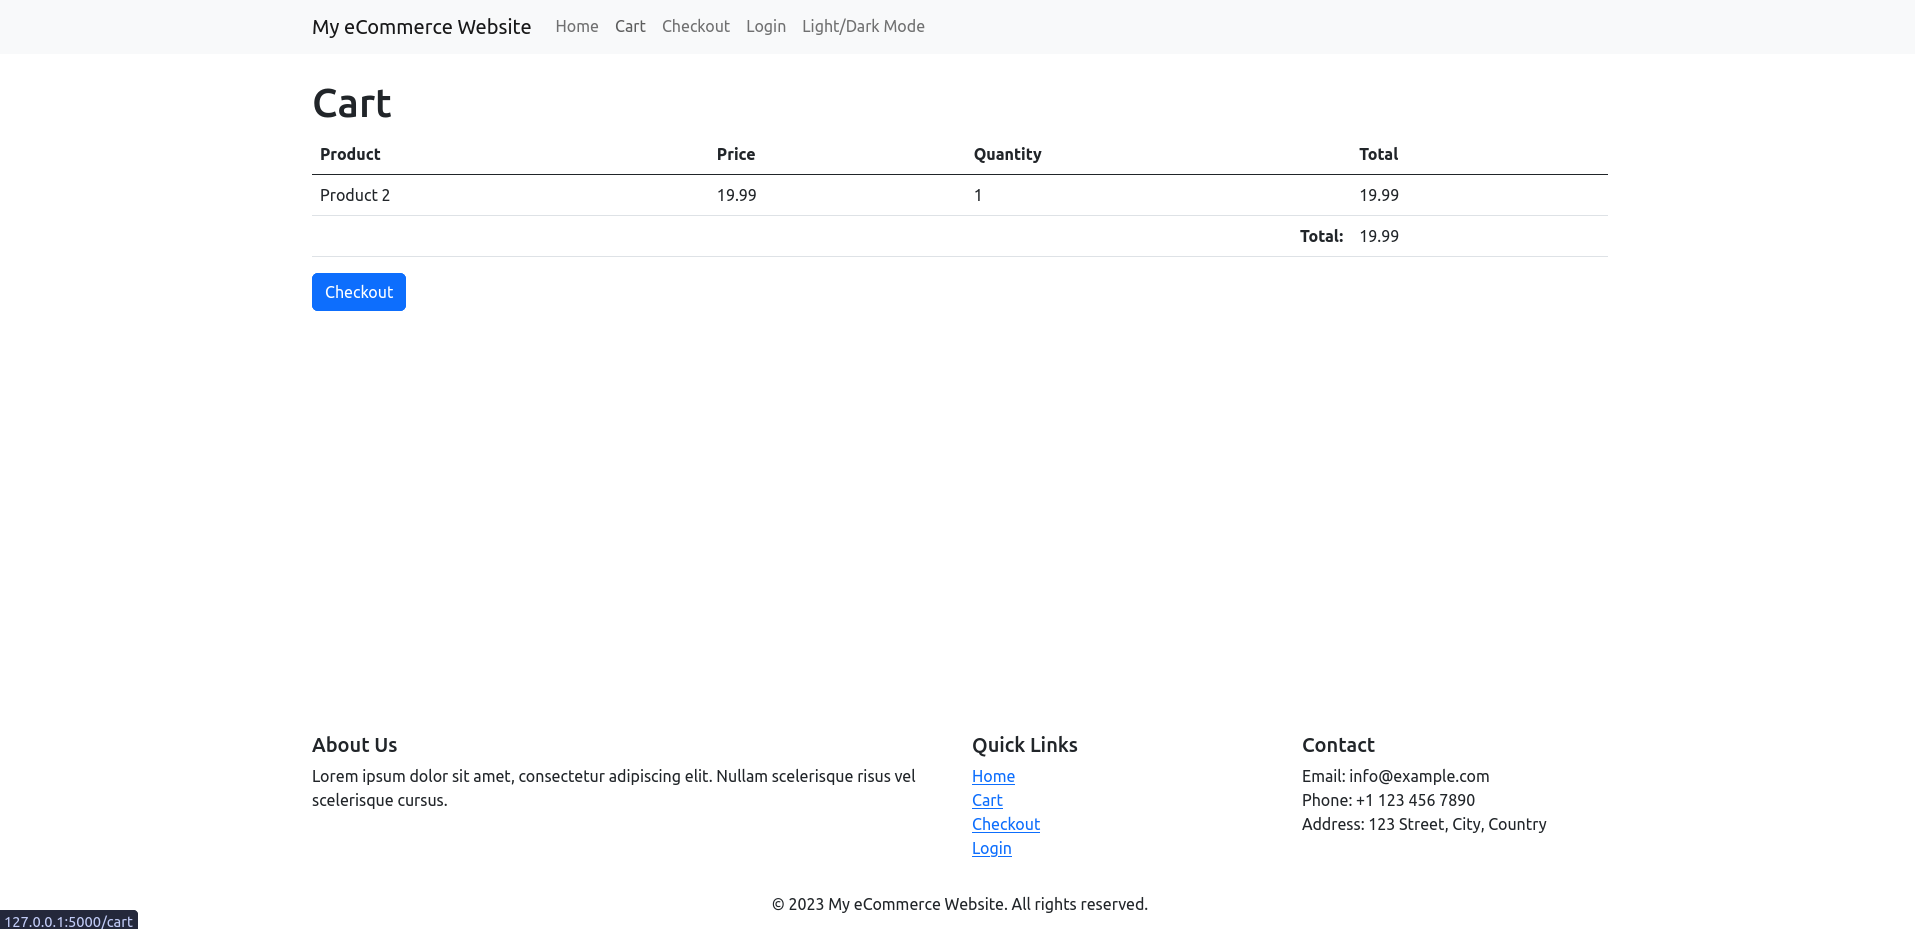 My eCommerce Website Home Cart Checkout Login Light/Dark Mode
Cart
Product Price Quantity Total
Product 2 19.99 1 19.99
Total: 19.99
Checkout
About Us
Lorem ipsum dolor sit amet, consectetur adipiscing elit. Nullam scelerisque risus vel
scelerisque cursus.
Quick Links
Home
Cart
Checkout
Login
Contact
Email: info@example.com
Phone: +1 123 456 7890
Address: 123 Street, City, Country
© 2023 My eCommerce Website. All rights reserved.
127.0.0.1:5000/cart